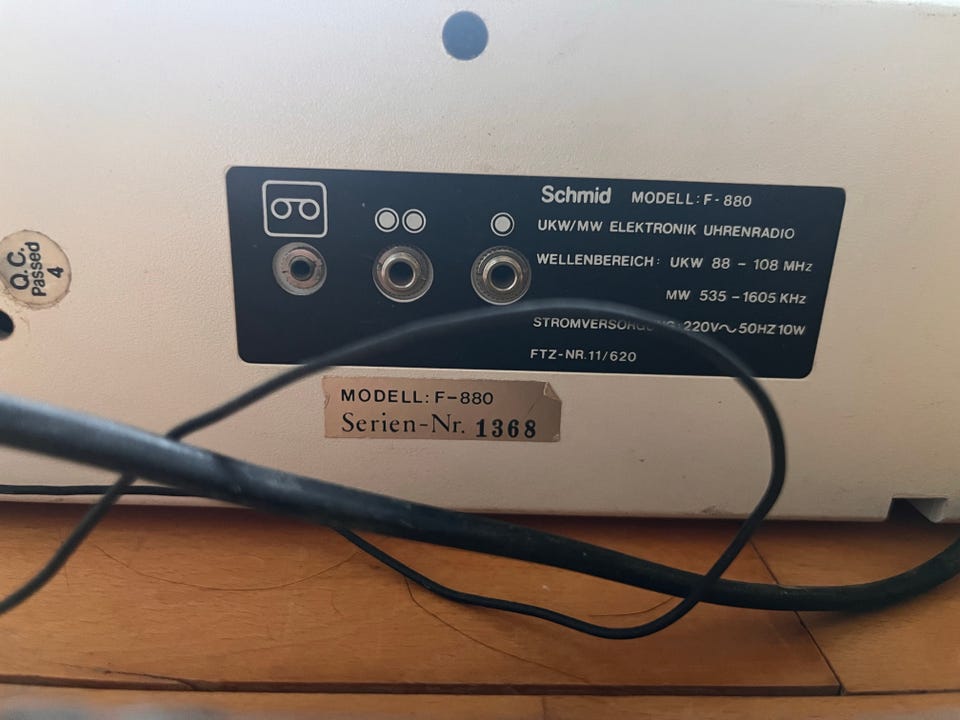 Schmid MODELL: F-880
UKW/MW ELEKTRONIK UHRENRADIO
WELLENBEREICH: UKW 88 - 108 MHz
MW 535 - 1605 KHz
STROMVERSORGUNG: 220V~ 50HZ 10W
FTZ-NR. 11/620
Q.C.
Passed
4
MODELL: F-880
Serien-Nr. 1368